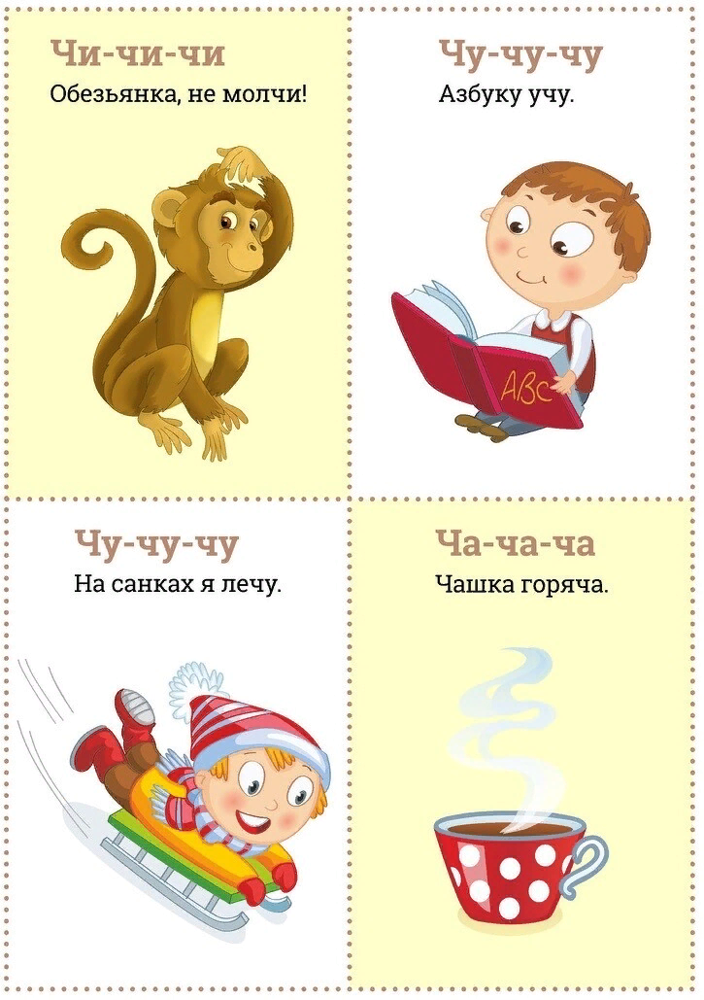 Чи-чи-чи
Обезьянка, не молчи!
Чу-чу-чу
Азбуку учу.
ABC
Чу-чу-чу
На санках я лечу.
Ча-ча-ча
Чашка горяча.